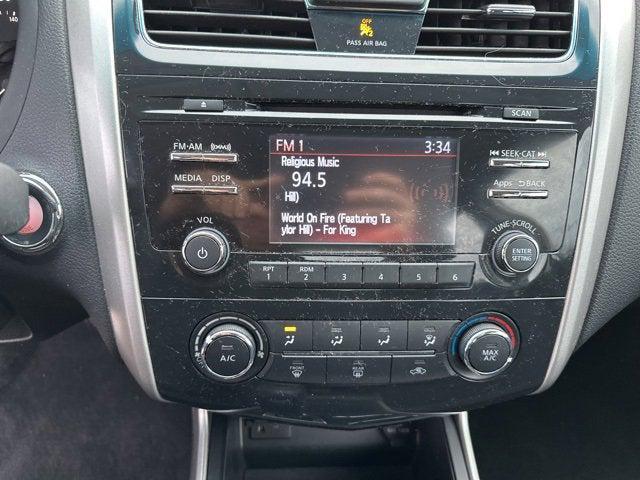 140
OFF
PASS AIR BAG
SCAN
FM·AM
SEEK·CAT
MEDIA DISP
Apps BACK
FM 1 3:34
Religious Music
94.5
Hill)
World On Fire (Featuring Ta
ylor Hill) - For King
VOL
TUNE·SCROLL
ENTER
SETTING
RPT RDM
1 2 3 4 5 6
A/C
FRONT
REAR
MAX
A/C